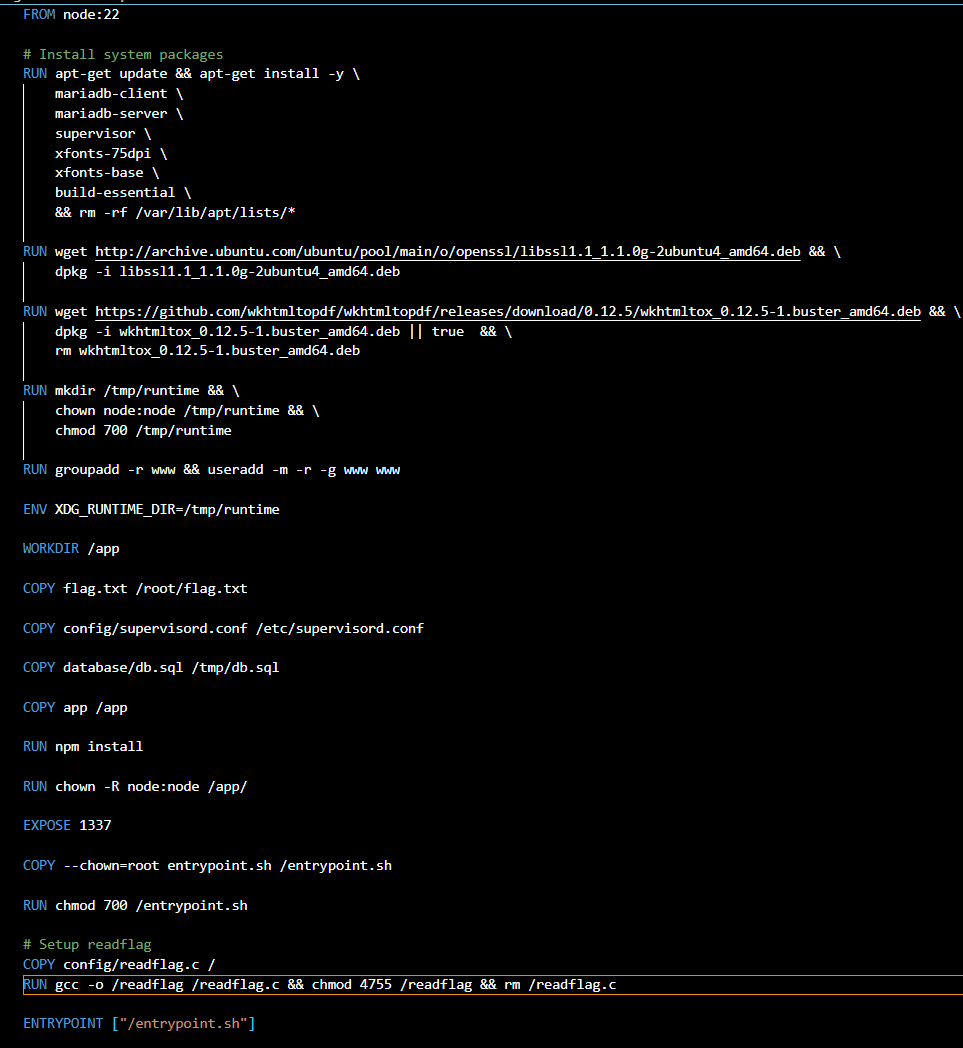 FROM node:22
# Install system packages
RUN apt-get update && apt-get install -y \
mariadb-client \
mariadb-server \
supervisor \
xfonts-75dpi \
xfonts-base \
build-essential \
&& rm -rf /var/lib/apt/lists/*
RUN wget http://archive.ubuntu.com/ubuntu/pool/main/o/openssl/libssl1.1_1.1.0g-2ubuntu4_amd64.deb && \
dpkg -i libssl1.1_1.1.0g-2ubuntu4_amd64.deb
RUN wget https://github.com/wkhtmltopdf/wkhtmltopdf/releases/download/0.12.5/wkhtmltox_0.12.5-1.buster_amd64.deb && \
dpkg -i wkhtmltox_0.12.5-1.buster_amd64.deb || true  && \
rm wkhtmltox_0.12.5-1.buster_amd64.deb
RUN mkdir /tmp/runtime && \
chown node:node /tmp/runtime && \
chmod 700 /tmp/runtime
RUN groupadd -r www && useradd -m -r -g www www
ENV XDG_RUNTIME_DIR=/tmp/runtime
WORKDIR /app
COPY flag.txt /root/flag.txt
COPY config/supervisord.conf /etc/supervisord.conf
COPY database/db.sql /tmp/db.sql
COPY app /app
RUN npm install
RUN chown -R node:node /app/
EXPOSE 1337
COPY --chown=root entrypoint.sh /entrypoint.sh
RUN chmod 700 /entrypoint.sh
# Setup readflag
COPY config/readflag.c /
RUN gcc -o /readflag /readflag.c && chmod 4755 /readflag && rm /readflag.c
ENTRYPOINT ["/entrypoint.sh"]